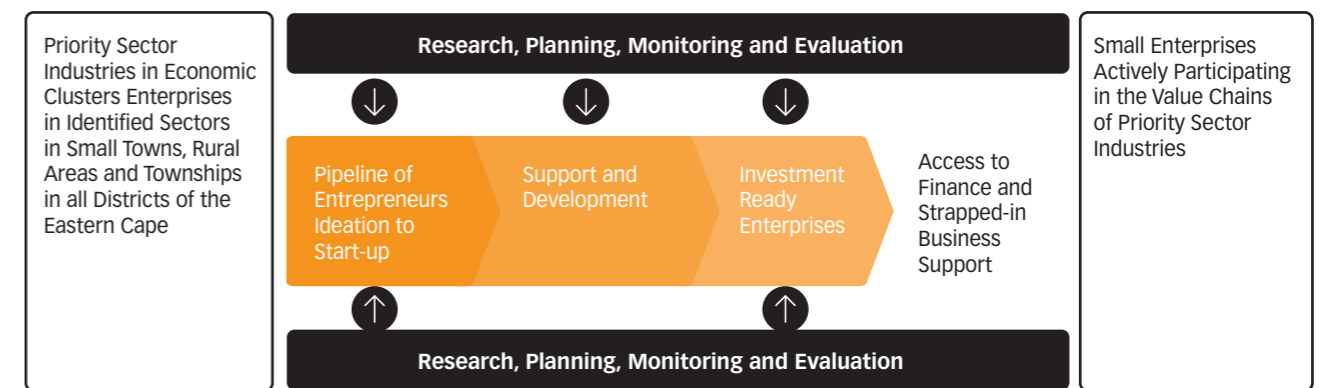 Priority Sector
Industries in Economic
Clusters Enterprises
in Identified Sectors
in Small Towns, Rural
Areas and Townships
in all Districts of the
Eastern Cape
Research, Planning, Monitoring and Evaluation
Pipeline of
Entrepreneurs
Ideation to
Start-up
Support and
Development
Investment
Ready
Enterprises
Access to
Finance and
Strapped-in
Business
Support
Research, Planning, Monitoring and Evaluation
Small Enterprises
Actively Participating
in the Value Chains
of Priority Sector
Industries